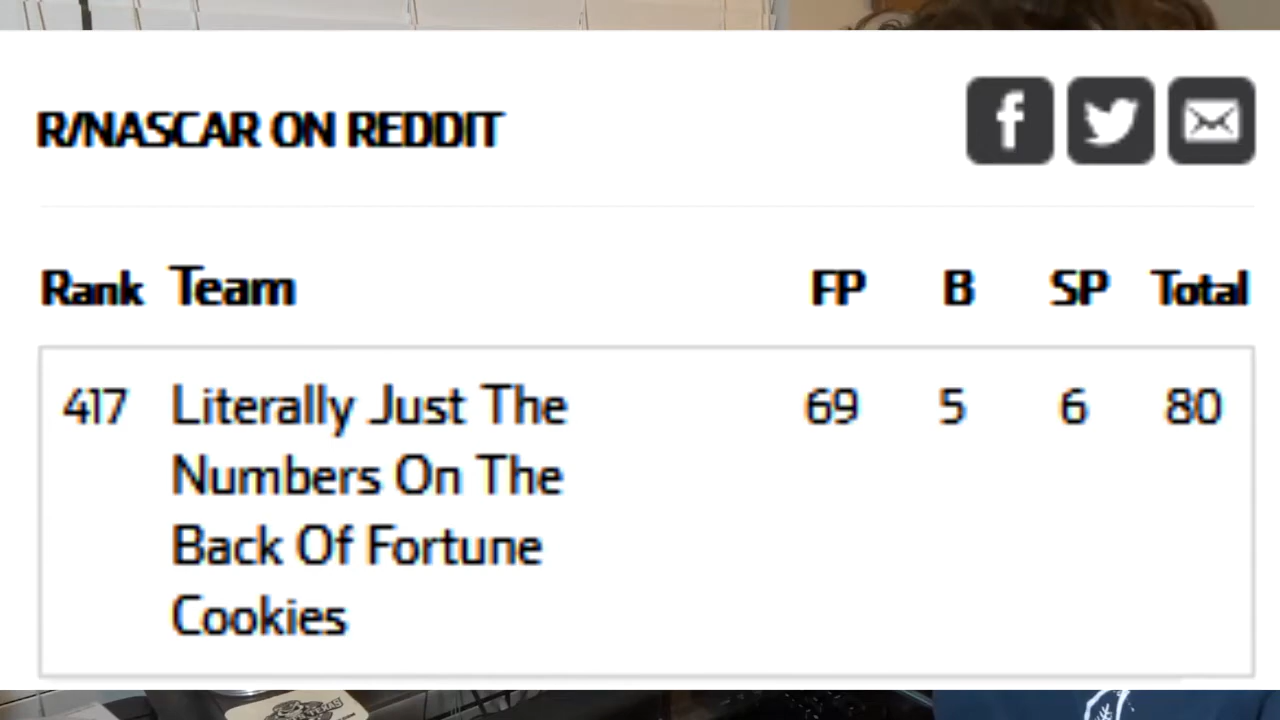 R/NASCAR ON REDDIT
Rank Team FP B SP Total
417 Literally Just The 69 5 6 80
Numbers On The
Back Of Fortune
Cookies